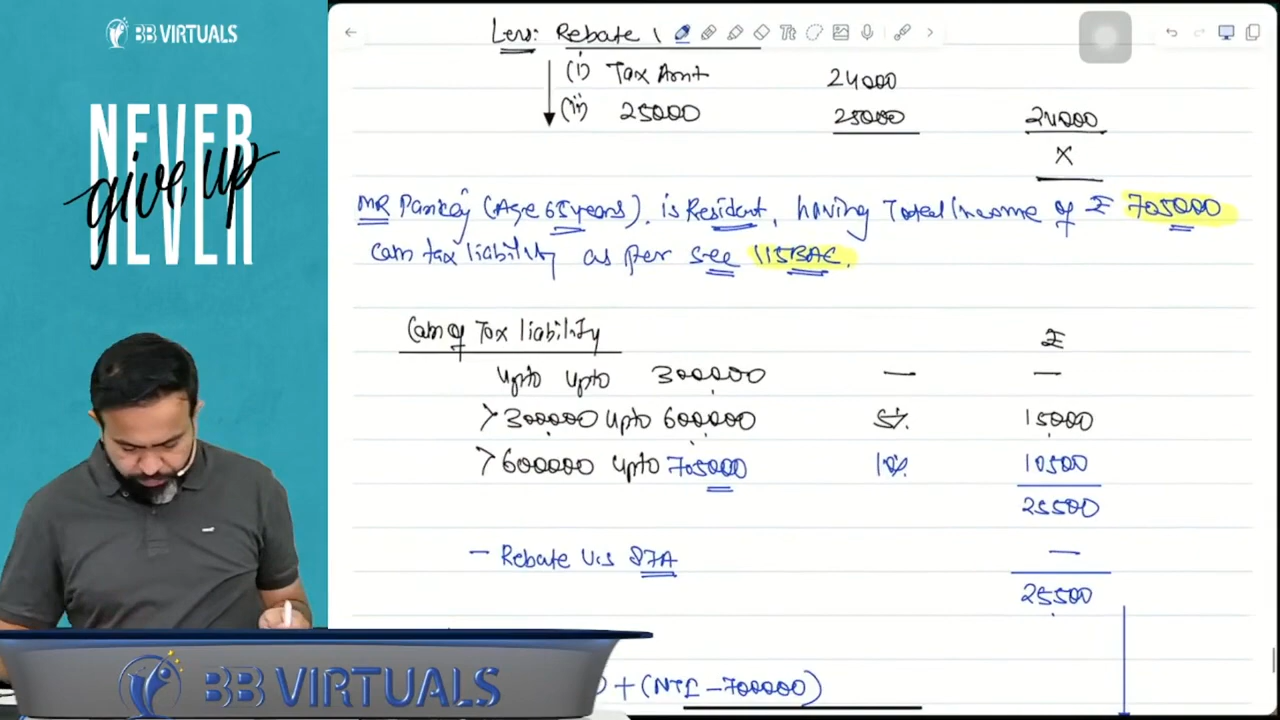 BB VIRTUALS
NEVER
give up
NEVER
Less: Rebate
(i) Tax Amt 24000
(ii) 25000 25000 24000
X
MR Pankaj (Age 65 years). is Resident, having Total Income of ₹ 705000
Com tax liability as per sec 115BAC.
Com of Tax liability ₹
upto upto 300000 — —
>300000 upto 600000 5% 15000
>600000 upto 705000 10% 10500
25500
— Rebate U/s 87A —
25500
+ (NTI - 700000)
BB VIRTUALS